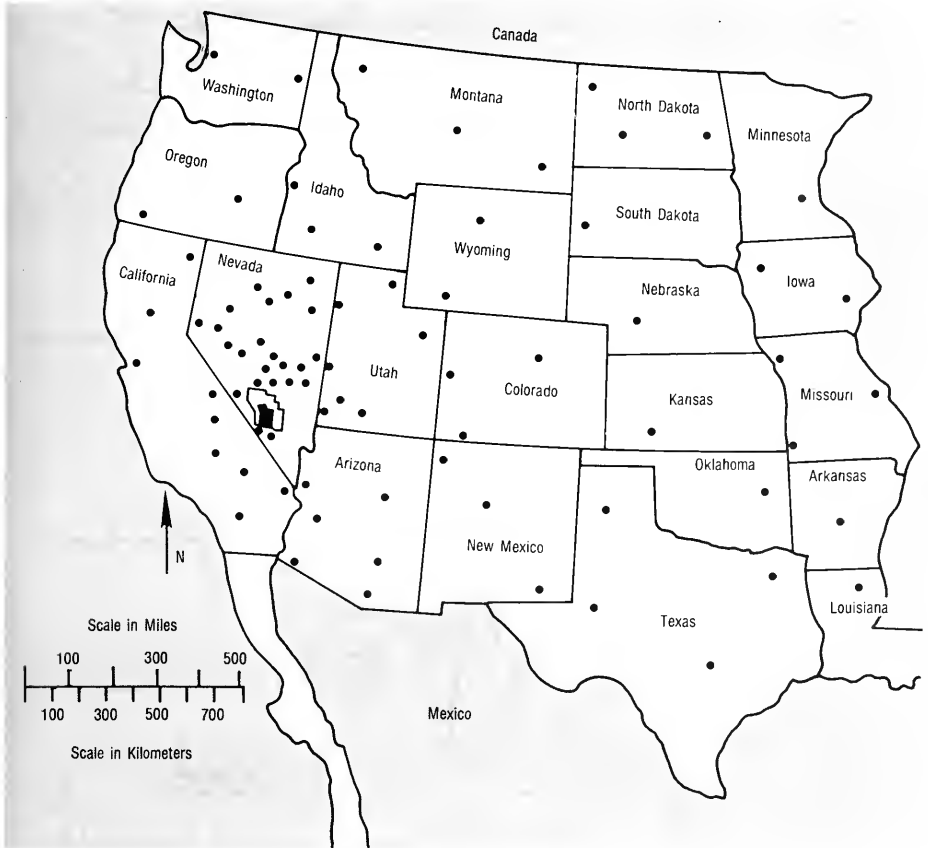 Canada
Washington
Montana
North Dakota
Minnesota
Oregon
Idaho
South Dakota
Wyoming
Nevada
California
Nebraska
Iowa
Utah
Colorado
Kansas
Missouri
Arizona
Oklahoma
Arkansas
New Mexico
N
Texas
Louisiana
Scale in Miles
100 300 500
100 300 500 700
Scale in Kilometers
Mexico